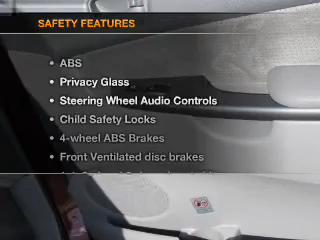 SAFETY FEATURES
• ABS
• Privacy Glass
• Steering Wheel Audio Controls
• Child Safety Locks
• 4-wheel ABS Brakes
• Front Ventilated disc brakes